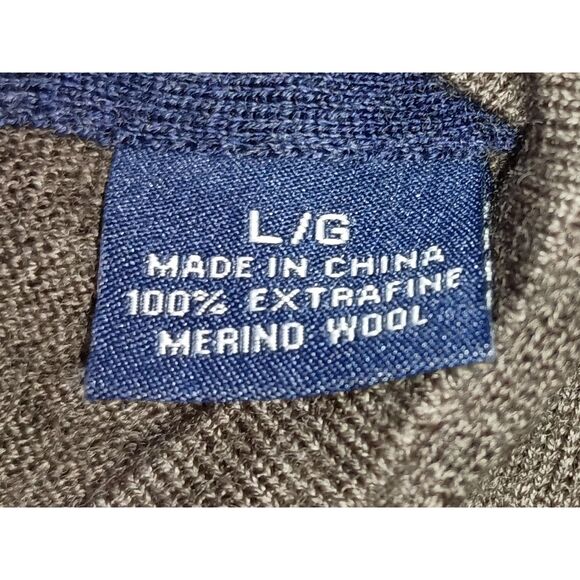 L/G
MADE IN CHINA
100% EXTRAFINE
MERINO WOOL